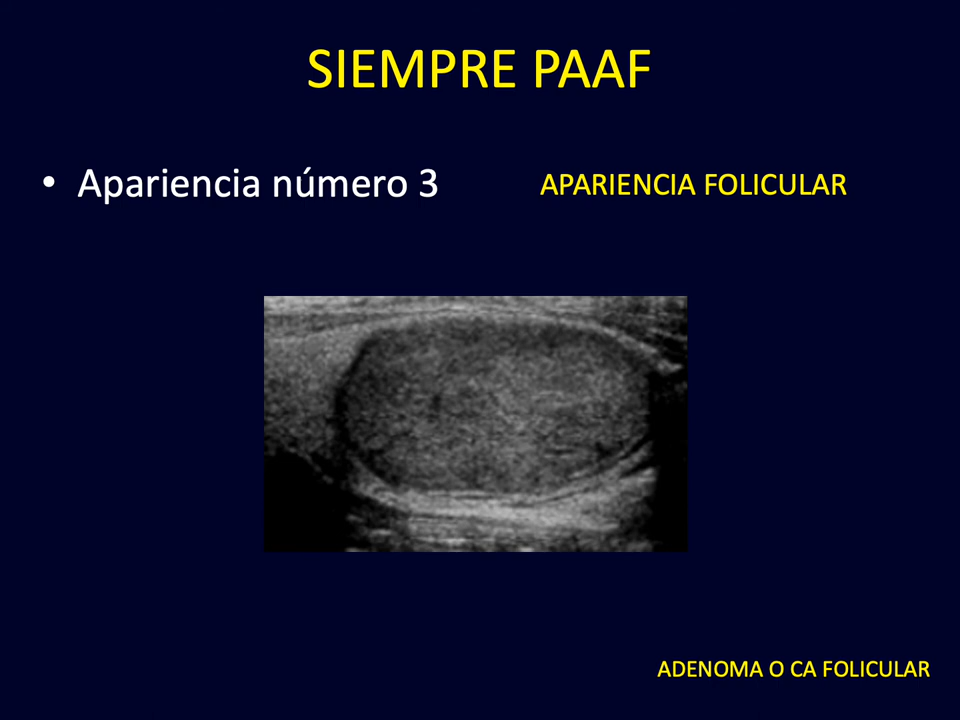 SIEMPRE PAAF
• Apariencia número 3
APARIENCIA FOLICULAR
ADENOMA O CA FOLICULAR